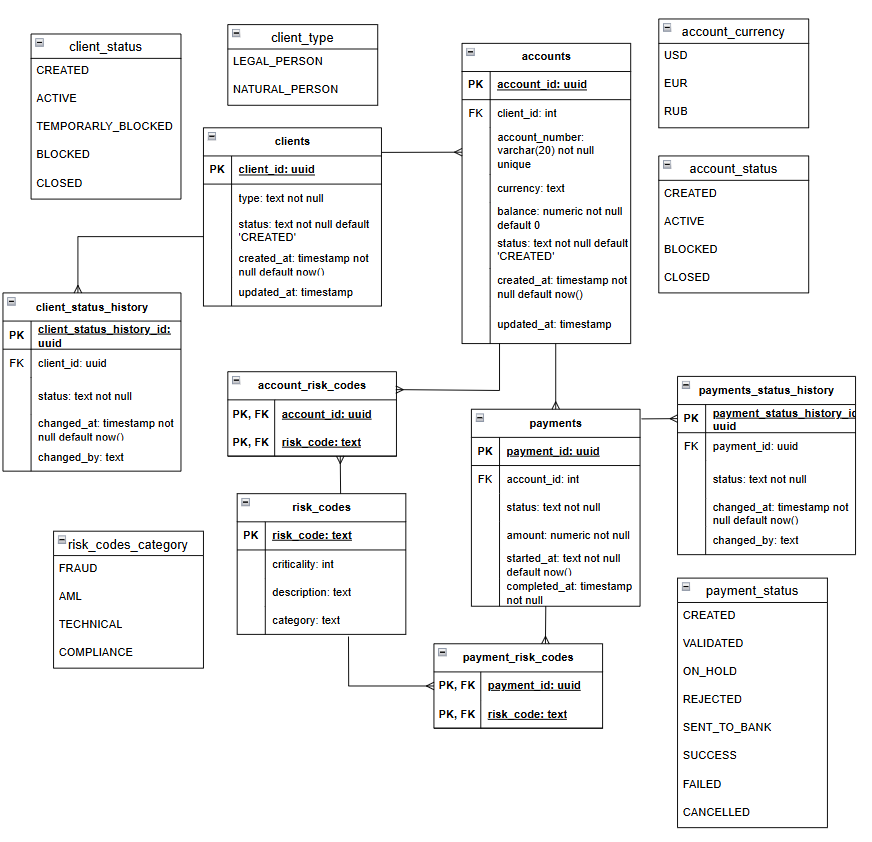 client_status
CREATED
ACTIVE
TEMPORARLY_BLOCKED
BLOCKED
CLOSED
client_type
LEGAL_PERSON
NATURAL_PERSON
accounts
PK account_id: uuid
FK client_id: int
account_number:
varchar(20) not null
unique
currency: text
balance: numeric not null
default 0
status: text not null default
'CREATED'
created_at: timestamp not
null default now()
updated_at: timestamp
account_currency
USD
EUR
RUB
account_status
CREATED
ACTIVE
BLOCKED
CLOSED
clients
PK client_id: uuid
type: text not null
status: text not null default
'CREATED'
created_at: timestamp not
null default now()
updated_at: timestamp
client_status_history
PK client_status_history_id:
uuid
FK client_id: uuid
status: text not null
changed_at: timestamp not
null default now()
changed_by: text
account_risk_codes
PK, FK account_id: uuid
PK, FK risk_code: text
payments
PK payment_id: uuid
FK account_id: int
status: text not null
amount: numeric not null
started_at: text not null
default now()
completed_at: timestamp
not null
payments_status_history
PK payment_status_history_id
uuid
FK payment_id: uuid
status: text not null
changed_at: timestamp not
null default now()
changed_by: text
risk_codes
PK risk_code: text
criticality: int
description: text
category: text
risk_codes_category
FRAUD
AML
TECHNICAL
COMPLIANCE
payment_risk_codes
PK, FK payment_id: uuid
PK, FK risk_code: text
payment_status
CREATED
VALIDATED
ON_HOLD
REJECTED
SENT_TO_BANK
SUCCESS
FAILED
CANCELLED